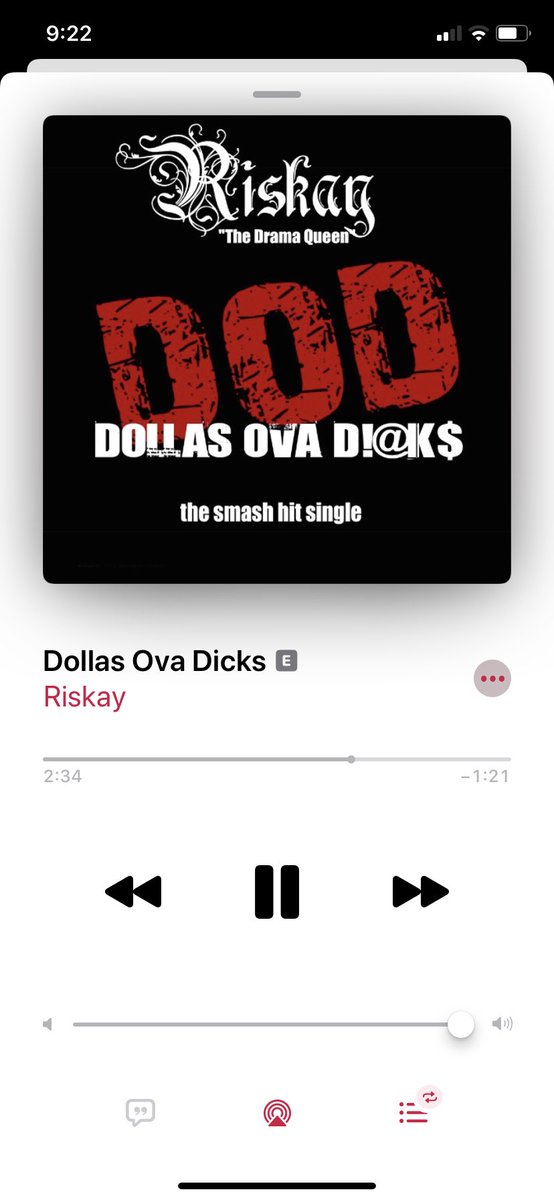 9:22
Riskay
"The Drama Queen"
DOD
DOLLAS OVA D!@K$
the smash hit single
Dollas Ova Dicks E
Riskay
2:34
−1:21